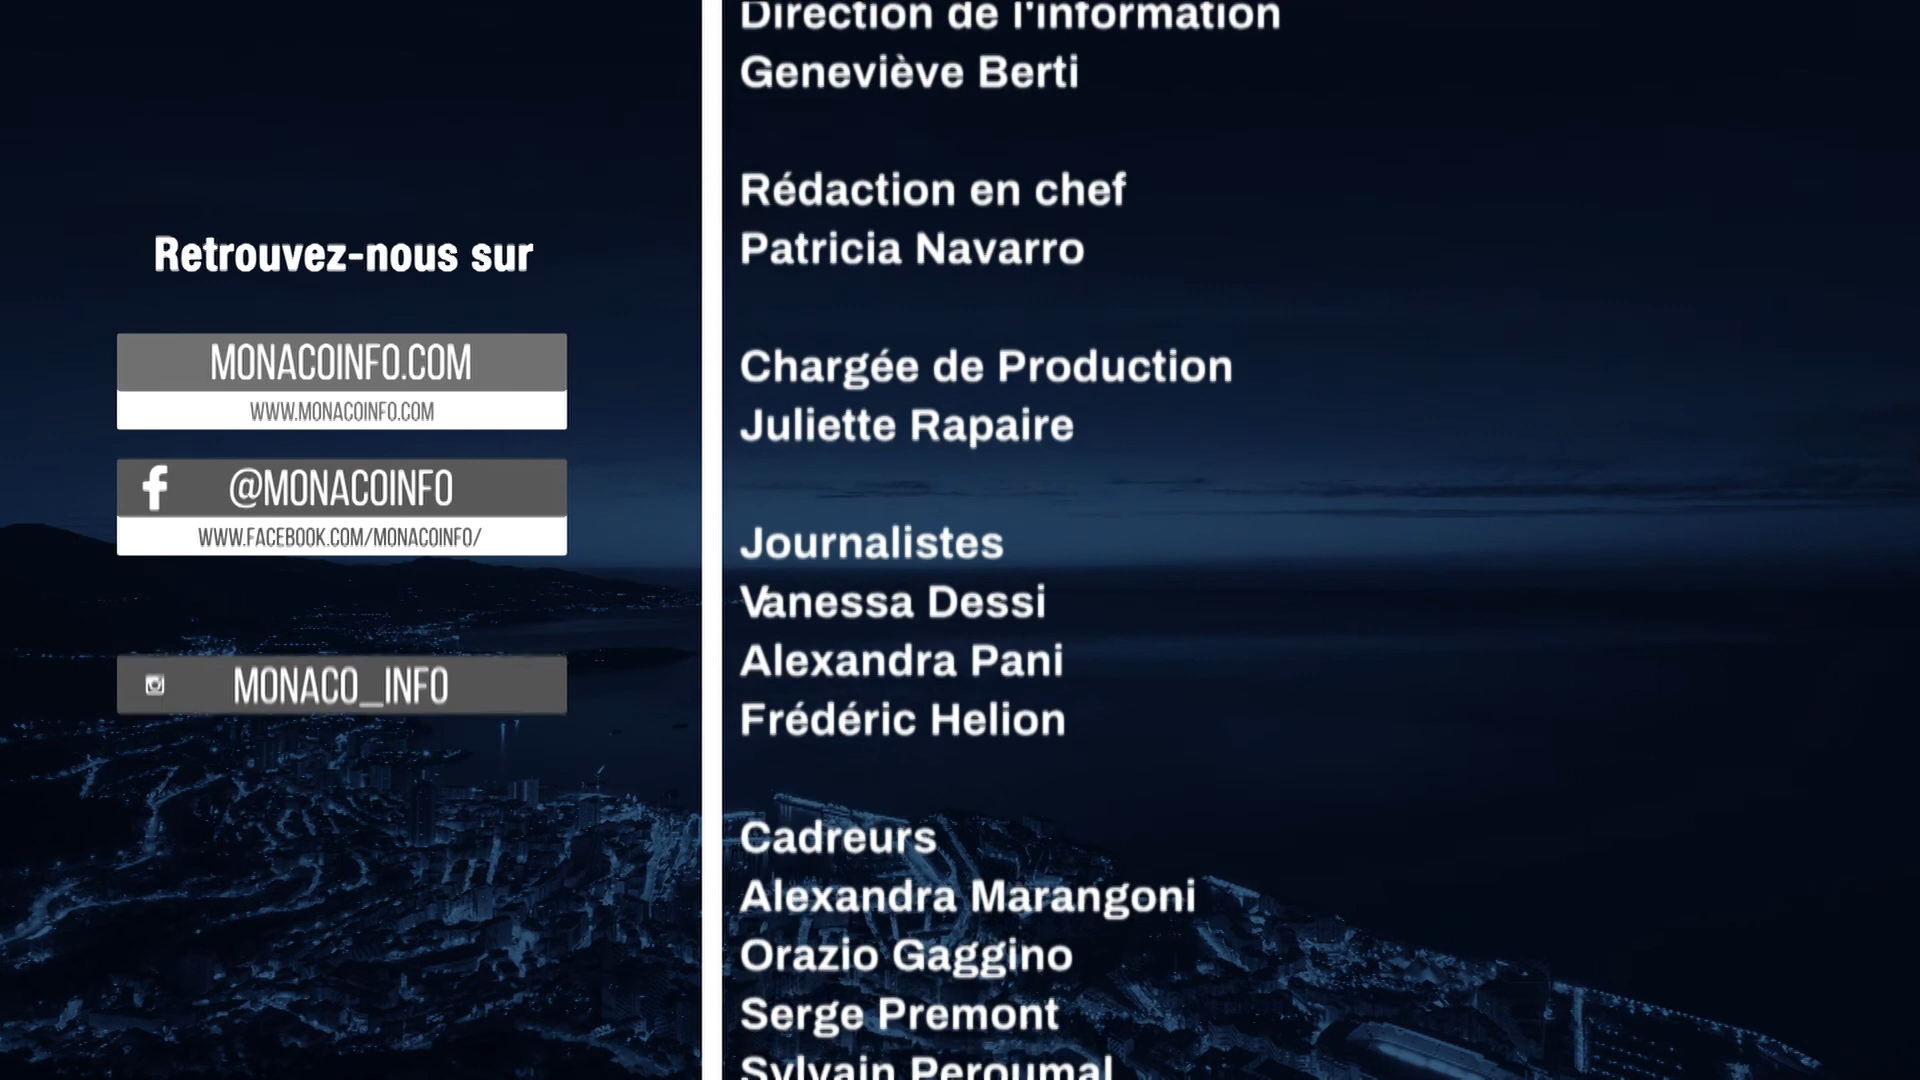 Retrouvez-nous sur
MONACOINFO.COM
WWW.MONACOINFO.COM
@MONACOINFO
WWW.FACEBOOK.COM/MONACOINFO/
MONACO_INFO
Direction de l'information
Geneviève Berti
Rédaction en chef
Patricia Navarro
Chargée de Production
Juliette Rapaire
Journalistes
Vanessa Dessi
Alexandra Pani
Frédéric Helion
Cadreurs
Alexandra Marangoni
Orazio Gaggino
Serge Premont
Sylvain Peroumal